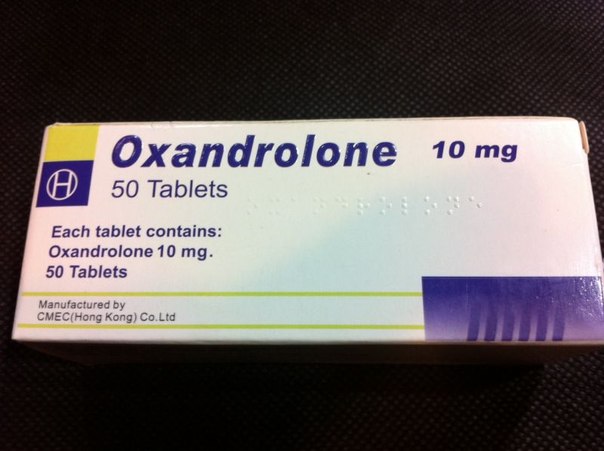 Oxandrolone 10 mg
50 Tablets
Each tablet contains:
Oxandrolone 10 mg.
50 Tablets
Manufactured by
CMEC(Hong Kong) Co.Ltd
H